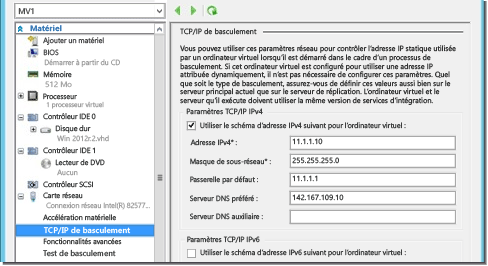 MV1
Matériel
Ajouter un matériel
BIOS
Démarrer à partir du CD
Mémoire
512 Mo
Processeur
1 processeur virtuel
Contrôleur IDE 0
Disque dur
Win 2012r.2.vhd
Contrôleur IDE 1
Lecteur de DVD
Aucun
Contrôleur SCSI
Carte réseau
Connexion réseau Intel(R) 82577...
Accélération matérielle
TCP/IP de basculement
Fonctionnalités avancées
Test de basculement
TCP/IP de basculement
Vous pouvez utiliser ces paramètres réseau pour contrôler l'adresse IP statique utilisée
par un ordinateur virtuel lorsqu'il est démarré dans le cadre d'un processus de
basculement. Si cet ordinateur virtuel est configuré pour utiliser une adresse IP
attribuée dynamiquement, il n'est pas nécessaire de configurer ces paramètres. Quel
que soit le type de basculement, assurez-vous de définir ces valeurs aussi bien sur le
serveur principal actuel que sur le serveur de réplication. L'ordinateur virtuel et le
serveur qu'il exécute doivent utiliser la même version de services d'intégration.
Paramètres TCP/IP IPv4
Utiliser le schéma d'adresse IPv4 suivant pour l'ordinateur virtuel :
Adresse IPv4* : 11.1.1.10
Masque de sous-réseau* : 255.255.255.0
Passerelle par défaut : 11.1.1.1
Serveur DNS préféré : 142.167.109.10
Serveur DNS auxiliaire :
Paramètres TCP/IP IPv6
Utiliser le schéma d'adresse IPv6 suivant pour l'ordinateur virtuel :